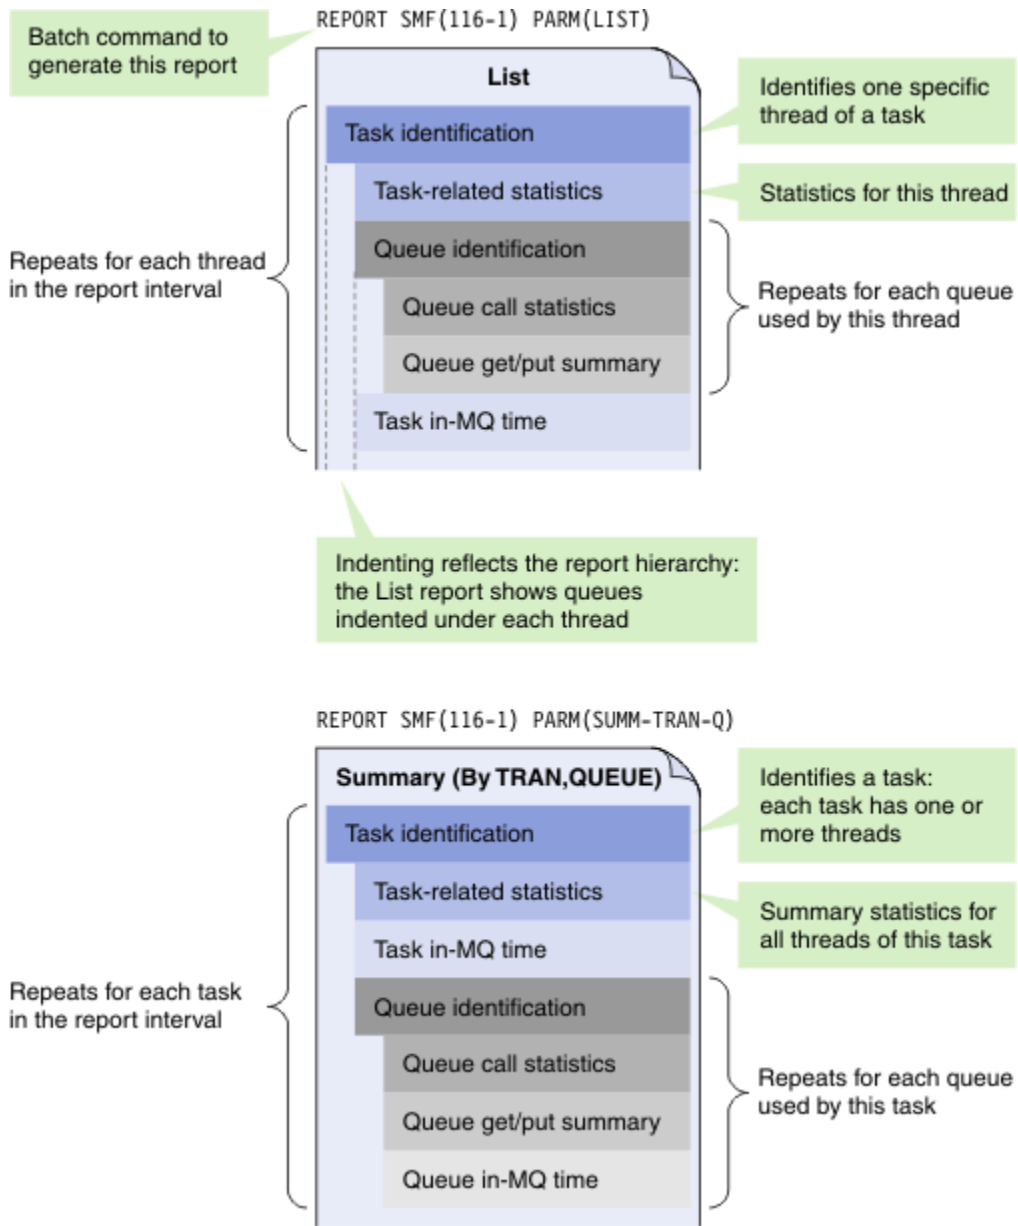 REPORT SMF(116-1) PARM(LIST)
Batch command to
generate this report
List
Identifies one specific
thread of a task
Task identification
Task-related statistics
Statistics for this thread
Queue identification
Repeats for each thread
in the report interval
Queue call statistics
Repeats for each queue
used by this thread
Queue get/put summary
Task in-MQ time
Indenting reflects the report hierarchy:
the List report shows queues
indented under each thread
REPORT SMF(116-1) PARM(SUMM-TRAN-Q)
Summary (By TRAN,QUEUE)
Identifies a task:
each task has one or
more threads
Task identification
Task-related statistics
Summary statistics for
all threads of this task
Task in-MQ time
Repeats for each task
in the report interval
Queue identification
Queue call statistics
Repeats for each queue
used by this task
Queue get/put summary
Queue in-MQ time